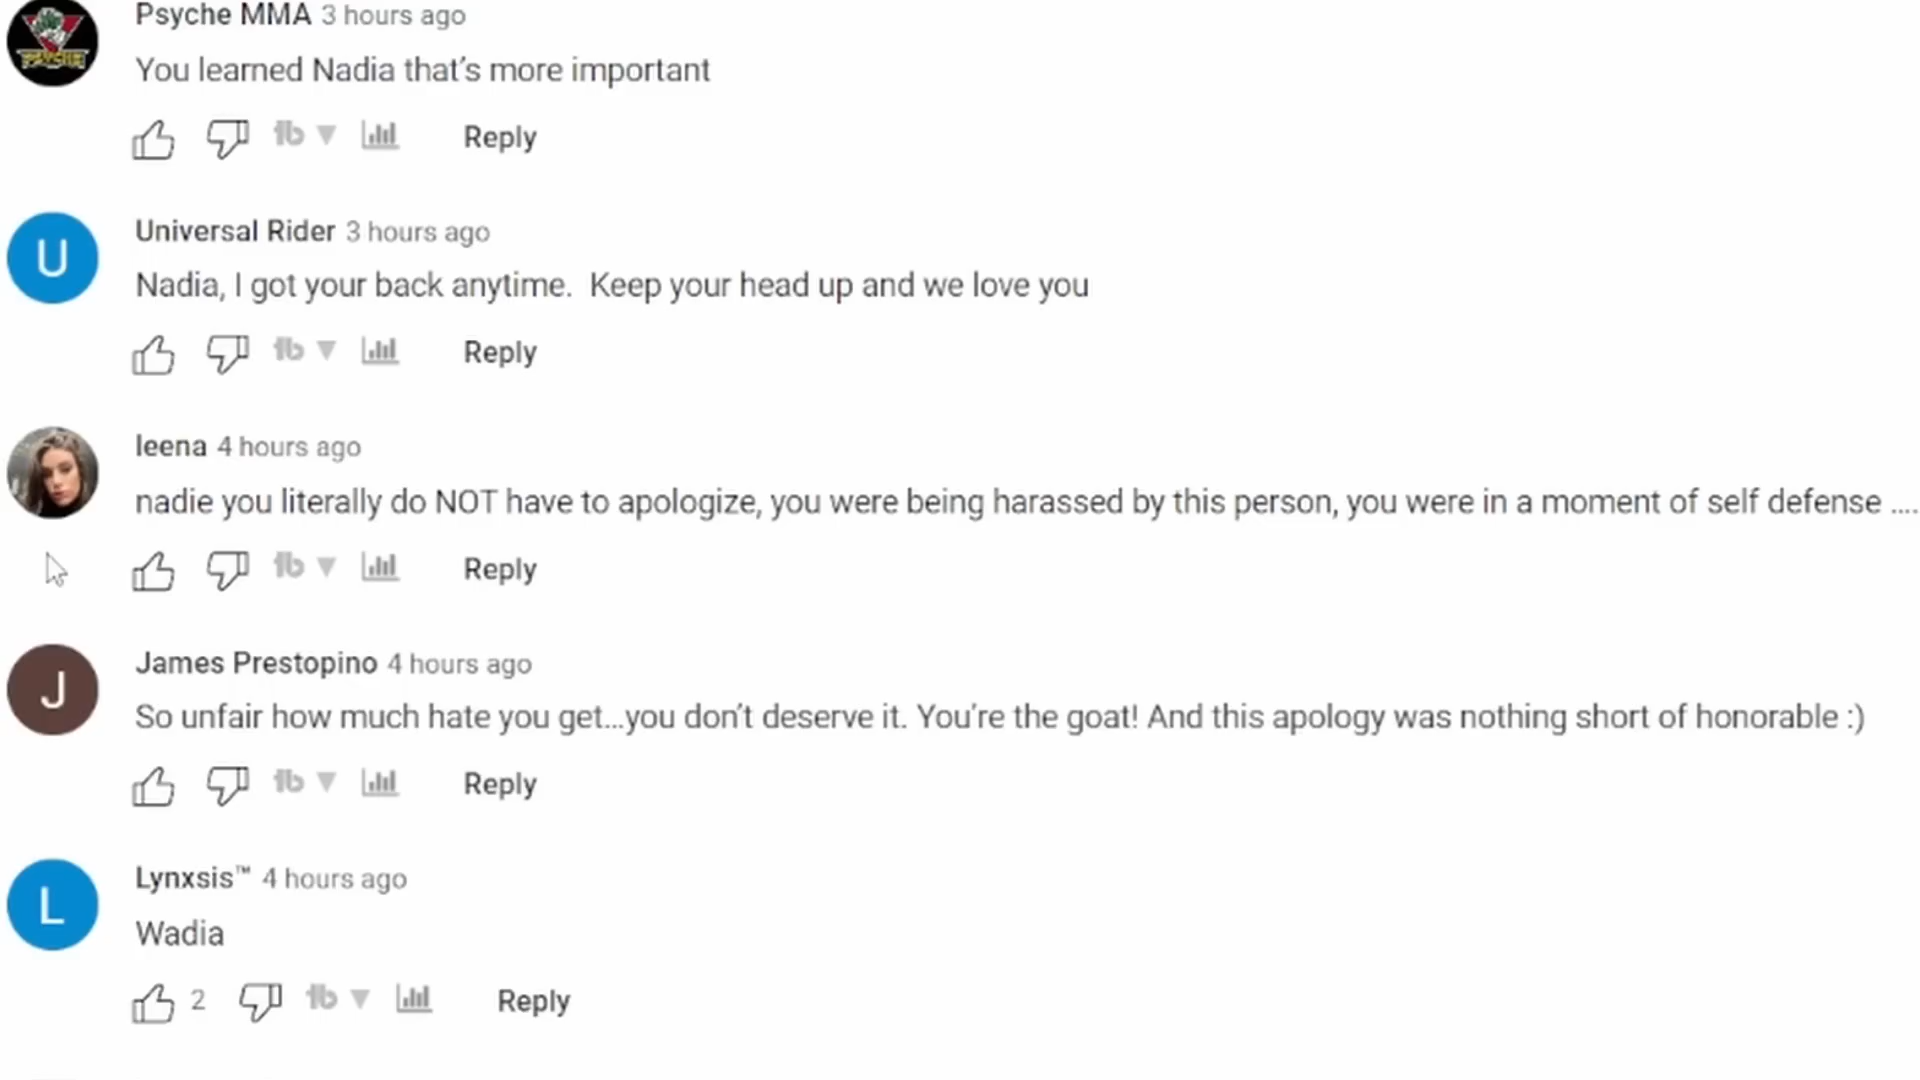 Psyche MMA 3 hours ago
You learned Nadia that's more important
Reply
U
Universal Rider 3 hours ago
Nadia, I got your back anytime.  Keep your head up and we love you
Reply
leena 4 hours ago
nadie you literally do NOT have to apologize, you were being harassed by this person, you were in a moment of self defense ....
Reply
J
James Prestopino 4 hours ago
So unfair how much hate you get...you don't deserve it. You're the goat! And this apology was nothing short of honorable :)
Reply
L
Lynxsis™ 4 hours ago
Wadia
2 Reply